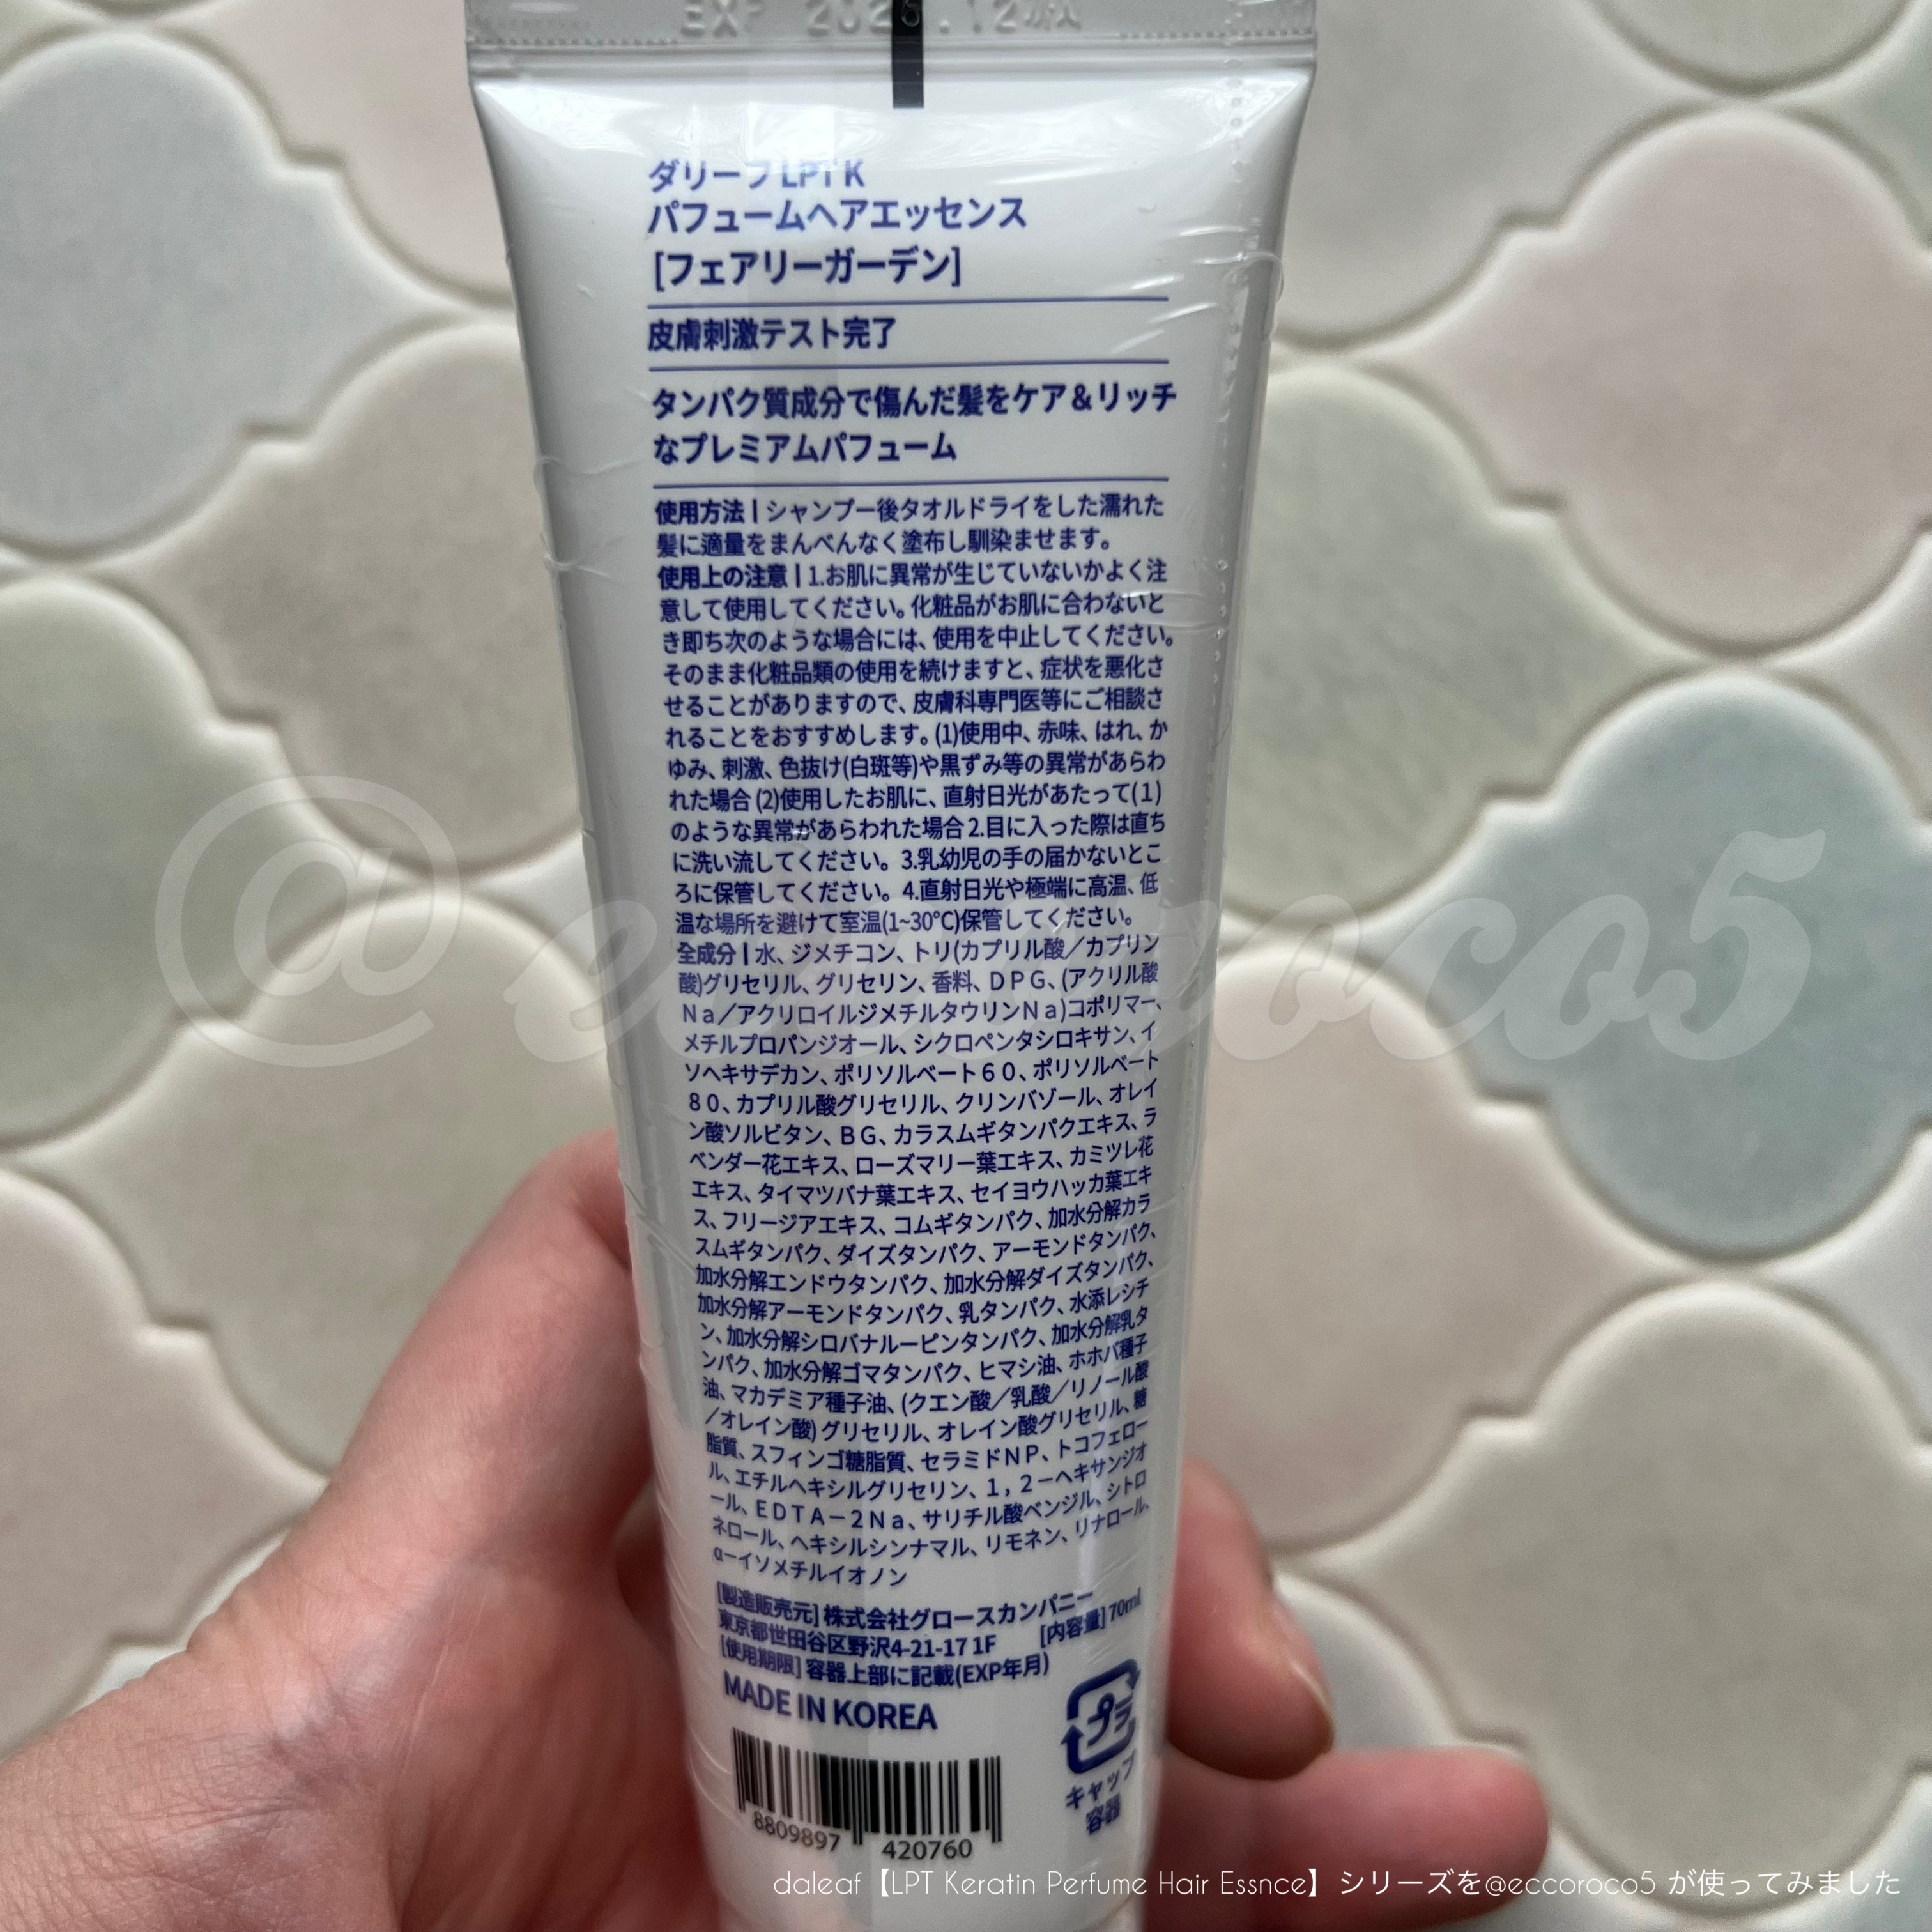 EXP 2026.12까지
ダリーフ LPT K
パフュームヘアエッセンス
[フェアリーガーデン]
皮膚刺激テスト完了
タンパク質成分で傷んだ髪をケア＆リッチ
なプレミアムパフューム
使用方法 | シャンプー後タオルドライをした濡れた
髪に適量をまんべんなく塗布し馴染ませます。
使用上の注意 | 1.お肌に異常が生じていないかよく注
意して使用してください。化粧品がお肌に合わないと
き即ち次のような場合には、使用を中止してください。
そのまま化粧品類の使用を続けますと、症状を悪化さ
せることがありますので、皮膚科専門医等にご相談さ
れることをおすすめします。(1)使用中、赤味、はれ、か
ゆみ、刺激、色抜け(白斑等)や黒ずみ等の異常があらわ
れた場合 (2)使用したお肌に、直射日光があたって(1)
のような異常があらわれた場合 2.目に入った際は直ち
に洗い流してください。 3.乳幼児の手の届かないとこ
ろに保管してください。 4.直射日光や極端に高温、低
温な場所を避けて室温(1~30℃)保管してください。
全成分 | 水、ジメチコン、トリ(カプリル酸／カプリン
酸)グリセリル、グリセリン、香料、ＤＰＧ、(アクリル酸
Ｎａ／アクリロイルジメチルタウリンＮａ)コポリマー、
メチルプロパンジオール、シクロペンタシロキサン、イ
ソヘキサデカン、ポリソルベート６０、ポリソルベート
８０、カプリル酸グリセリル、クリンバゾール、オレイ
ン酸ソルビタン、ＢＧ、カラスムギタンパクエキス、ラ
ベンダー花エキス、ローズマリー葉エキス、カミツレ花
エキス、タイマツバナ葉エキス、セイヨウハッカ葉エキ
ス、フリージアエキス、コムギタンパク、加水分解カラ
スムギタンパク、ダイズタンパク、アーモンドタンパク、
加水分解エンドウタンパク、加水分解ダイズタンパク、
加水分解アーモンドタンパク、乳タンパク、水添レシチ
ン、加水分解シロバナルーピンタンパク、加水分解乳タ
ンパク、加水分解ゴマタンパク、ヒマシ油、ホホバ種子
油、マカデミア種子油、(クエン酸／乳酸／リノール酸
／オレイン酸) グリセリル、オレイン酸グリセリル、糖
脂質、スフィンゴ糖脂質、セラミドＮＰ、トコフェロー
ル、エチルヘキシルグリセリン、１，２－ヘキサンジオ
ール、ＥＤＴＡ－２Ｎａ、サリチル酸ベンジル、シトロ
ネロール、ヘキシルシンナマル、リモネン、リナロール、
α－イソメチルイオノン
[製造販売元] 株式会社グロースカンパニー
東京都世田谷区野沢4-21-17 1F [内容量] 70ml
[使用期限] 容器上部に記載(EXP年月)
MADE IN KOREA
プラ
キャップ
容器
8809897 420760
@eccoroco5
daleaf【LPT Keratin Perfume Hair Essnce】シリーズを@eccoroco5 が使ってみました